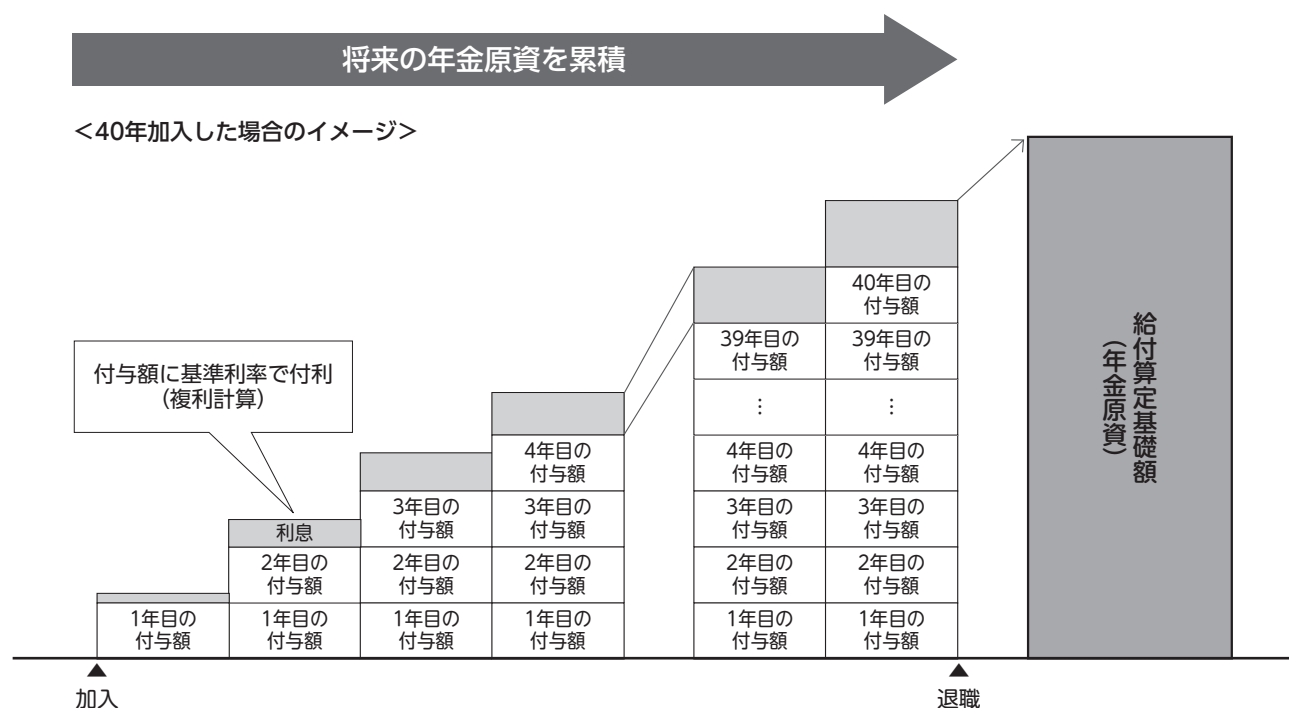 将来の年金原資を累積
＜40年加入した場合のイメージ＞
付与額に基準利率で付利
（複利計算）
1年目の
付与額
利息
2年目の
付与額
1年目の
付与額
3年目の
付与額
2年目の
付与額
1年目の
付与額
4年目の
付与額
3年目の
付与額
2年目の
付与額
1年目の
付与額
39年目の
付与額
⋮
4年目の
付与額
3年目の
付与額
2年目の
付与額
1年目の
付与額
40年目の
付与額
39年目の
付与額
⋮
4年目の
付与額
3年目の
付与額
2年目の
付与額
1年目の
付与額
給付算定基礎額
（年金原資）
加入
退職